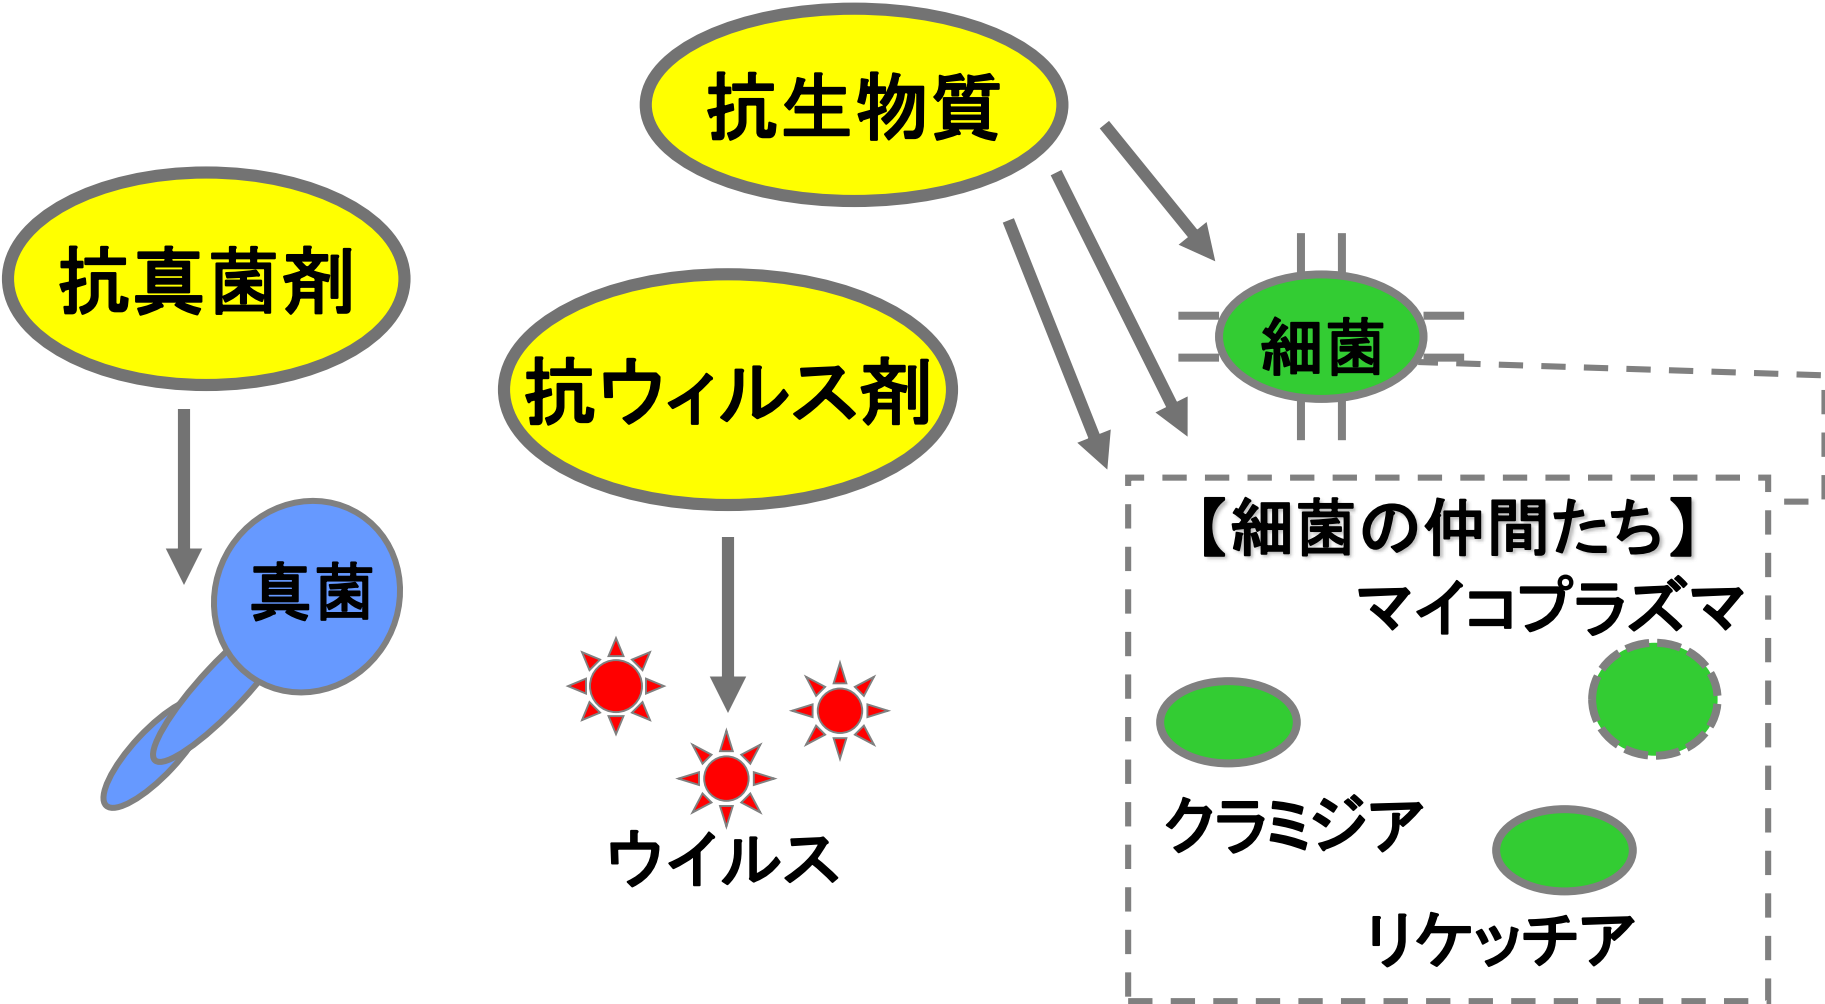 抗生物質
抗真菌剤
抗ウィルス剤
細菌
【細菌の仲間たち】
マイコプラズマ
真菌
クラミジア
ウイルス
リケッチア